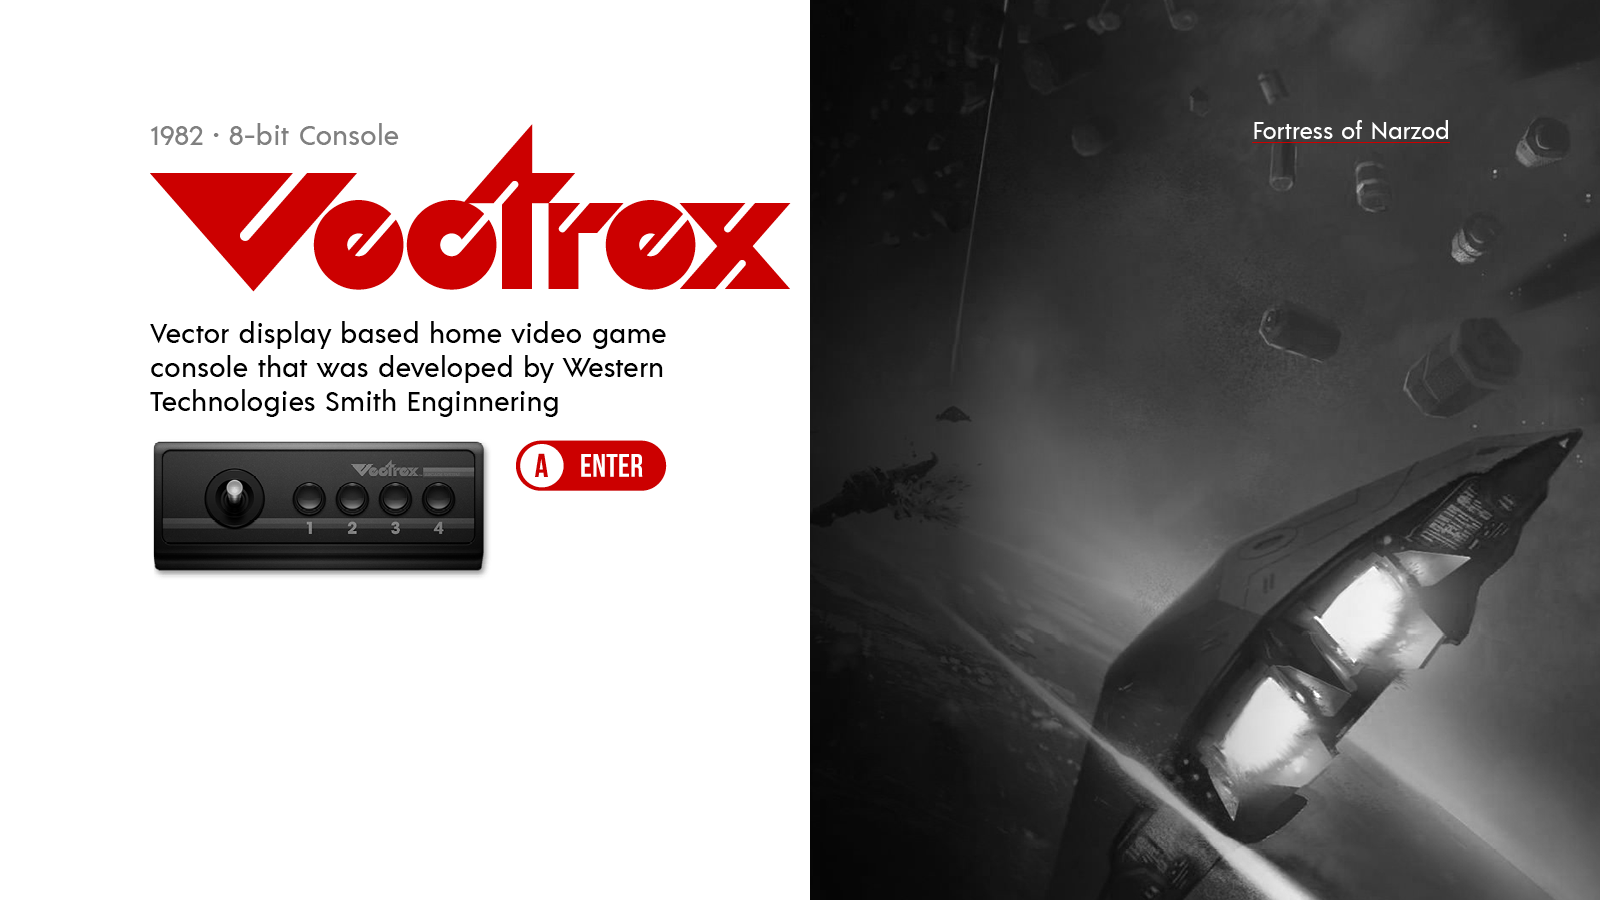 1982 · 8-bit Console
Vectrex
Vector display based home video game
console that was developed by Western
Technologies Smith Enginnering
Vectrex
1 2 3 4
A ENTER
Fortress of Narzod